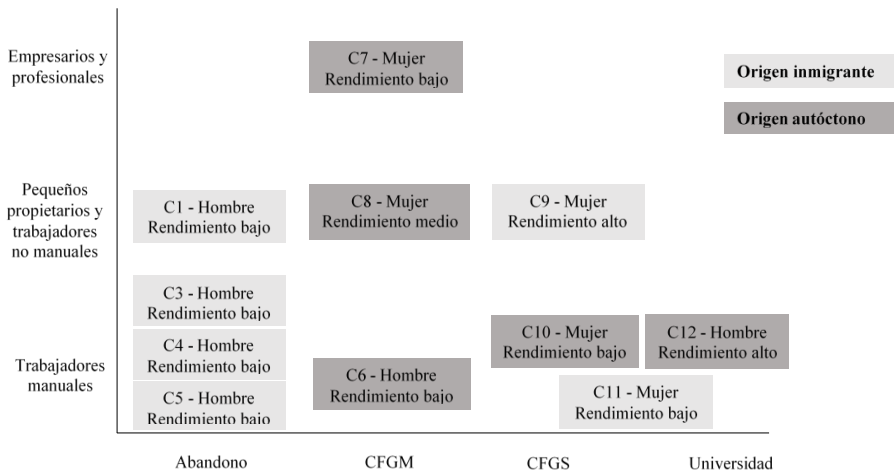 Empresarios y
profesionales
C7 - Mujer
Rendimiento bajo
Origen inmigrante
Origen autóctono
Pequeños
propietarios y
trabajadores
no manuales
C1 - Hombre
Rendimiento bajo
C8 - Mujer
Rendimiento medio
C9 - Mujer
Rendimiento alto
Trabajadores
manuales
C3 - Hombre
Rendimiento bajo
C4 - Hombre
Rendimiento bajo
C5 - Hombre
Rendimiento bajo
C6 - Hombre
Rendimiento bajo
C10 - Mujer
Rendimiento bajo
C12 - Hombre
Rendimiento alto
C11 - Mujer
Rendimiento bajo
Abandono
CFGM
CFGS
Universidad